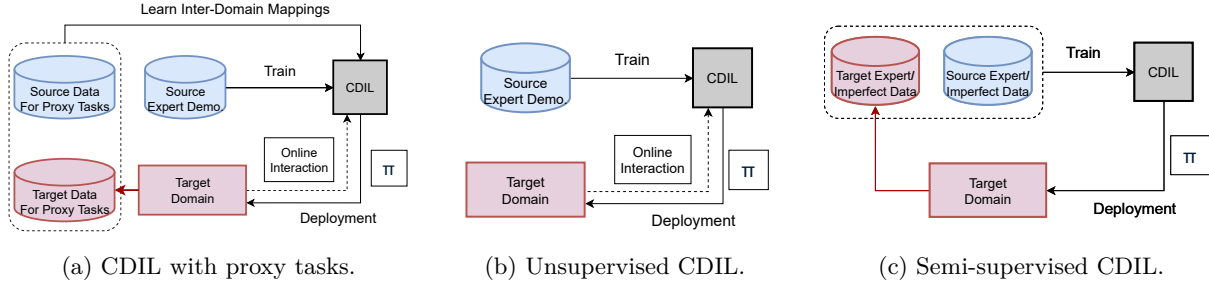 Learn Inter-Domain Mappings
Source Data
For Proxy Tasks
Source
Expert Demo.
Train
CDIL
Target Data
For Proxy Tasks
Target
Domain
Online
Interaction
π
Deployment
(a) CDIL with proxy tasks.
Source
Expert Demo.
Train
CDIL
Online
Interaction
π
Target
Domain
Deployment
(b) Unsupervised CDIL.
Target Expert/
Imperfect Data
Source Expert/
Imperfect Data
Train
CDIL
π
Target
Domain
Deployment
(c) Semi-supervised CDIL.